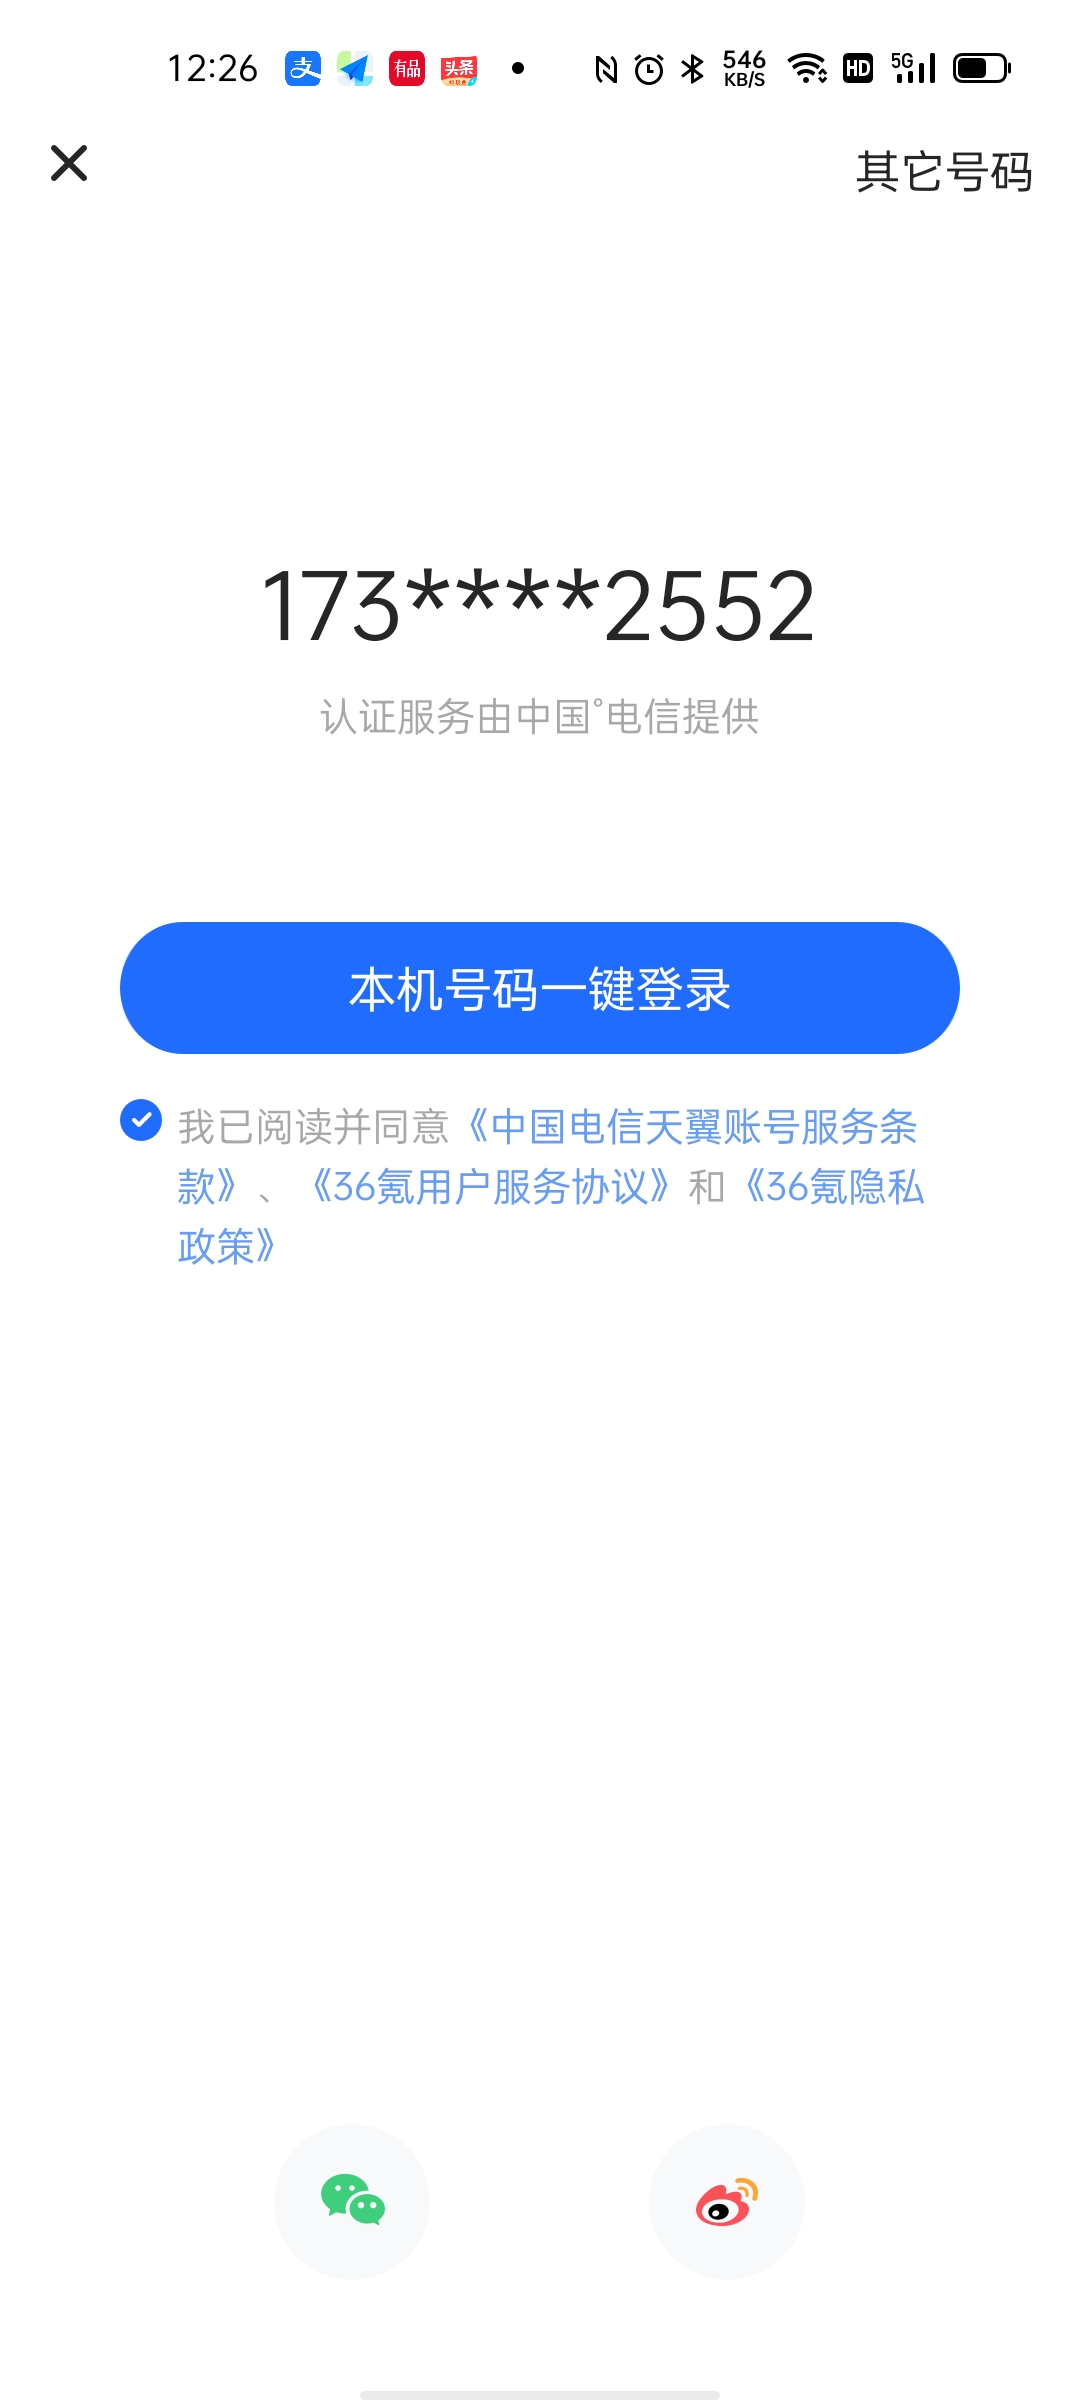 12:26 支 有品 头条 546 KB/S HD 5G
其它号码
173****2552
认证服务由中国°电信提供
本机号码一键登录
我已阅读并同意《中国电信天翼账号服务条
款》、《36氪用户服务协议》和《36氪隐私
政策》